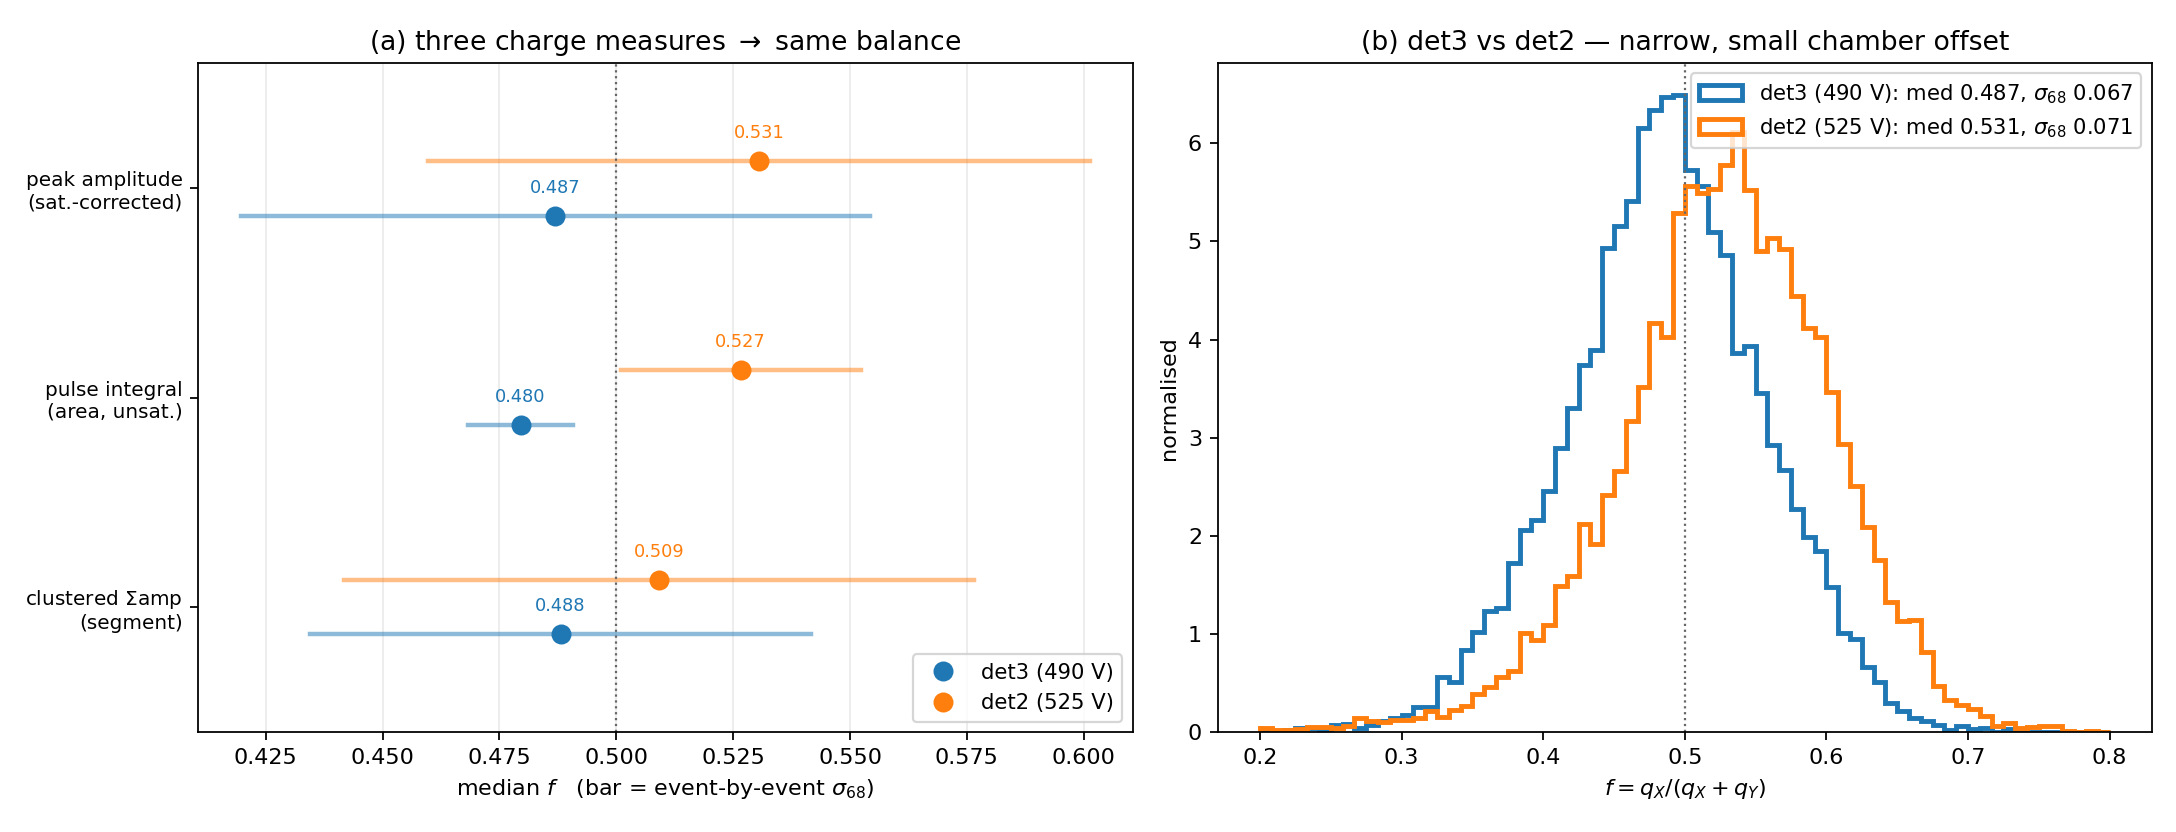 (a) three charge measures → same balance
0.531
peak amplitude
(sat.-corrected)
0.487
0.527
pulse integral
(area, unsat.)
0.480
0.509
clustered Σamp
(segment)
0.488
det3 (490 V)
det2 (525 V)
0.425 0.450 0.475 0.500 0.525 0.550 0.575 0.600
median f (bar = event-by-event σ68)
(b) det3 vs det2 — narrow, small chamber offset
det3 (490 V): med 0.487, σ68 0.067
det2 (525 V): med 0.531, σ68 0.071
normalised
6
5
4
3
2
1
0
0.2 0.3 0.4 0.5 0.6 0.7 0.8
f = qX/(qX + qY)